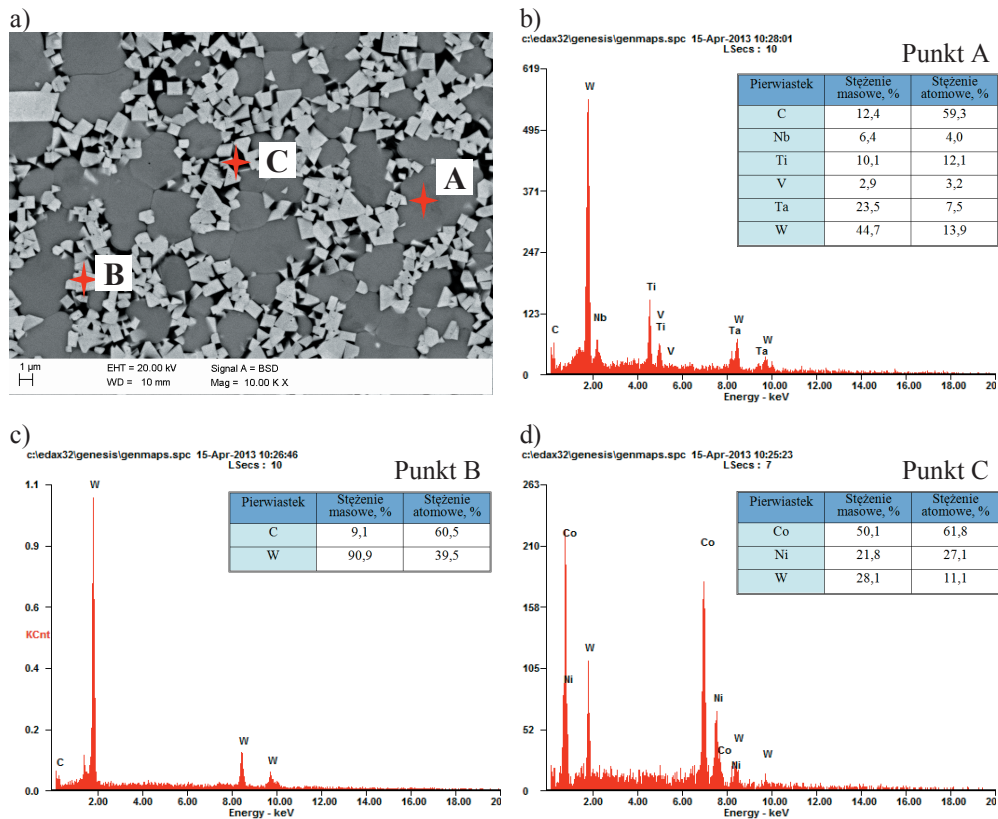 a)
C
A
B
1 µm
EHT = 20.00 kV
Signal A = BSD
WD = 10 mm
Mag = 10.00 K X
b)
c:\edax32\genesis\genmaps.spc 15-Apr-2013 10:28:01
LSecs : 10
Punkt A
Pierwiastek Stężenie masowe, % Stężenie atomowe, %
C 12,4 59,3
Nb 6,4 4,0
Ti 10,1 12,1
V 2,9 3,2
Ta 23,5 7,5
W 44,7 13,9
619
495
371
247
123
0
C
W
Nb
Ti
V
Ti
V
W
Ta
W
Ta
2.00 4.00 6.00 8.00 10.00 12.00 14.00 16.00 18.00 20
Energy - keV
c)
c:\edax32\genesis\genmaps.spc 15-Apr-2013 10:26:46
LSecs : 10
Punkt B
Pierwiastek Stężenie masowe, % Stężenie atomowe, %
C 9,1 60,5
W 90,9 39,5
1.1
0.9
0.6
KCnt
0.4
0.2
0.0
C
W
W
W
2.00 4.00 6.00 8.00 10.00 12.00 14.00 16.00 18.00 20
Energy - keV
d)
c:\edax32\genesis\genmaps.spc 15-Apr-2013 10:25:23
LSecs : 7
Punkt C
Pierwiastek Stężenie masowe, % Stężenie atomowe, %
Co 50,1 61,8
Ni 21,8 27,1
W 28,1 11,1
263
210
158
105
52
0
Co
Ni
W
Co
Ni
Co
W
Ni
W
2.00 4.00 6.00 8.00 10.00 12.00 14.00 16.00 18.00 20
Energy - keV